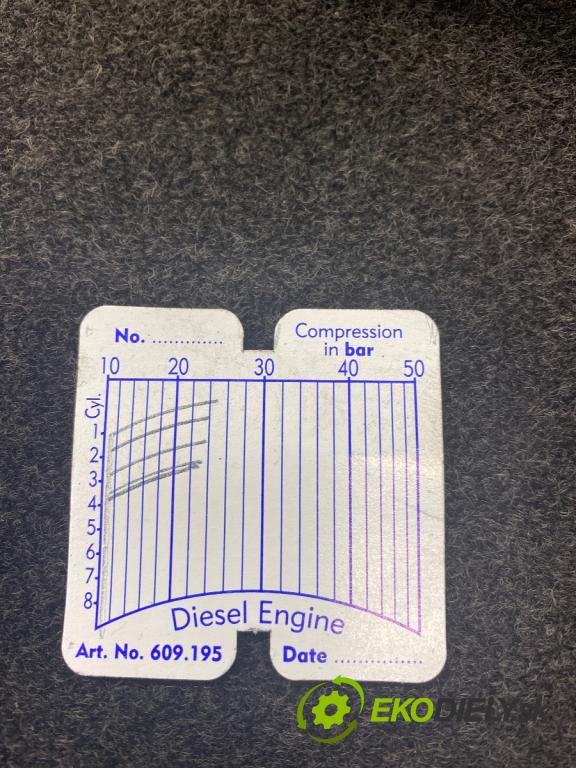 No. ..............
Compression
in bar
10 20 30 40 50
Cyl.
1
2
3
4
5
6
7
8
Diesel Engine
Art. No. 609.195
Date .................
EKODIELY.sk